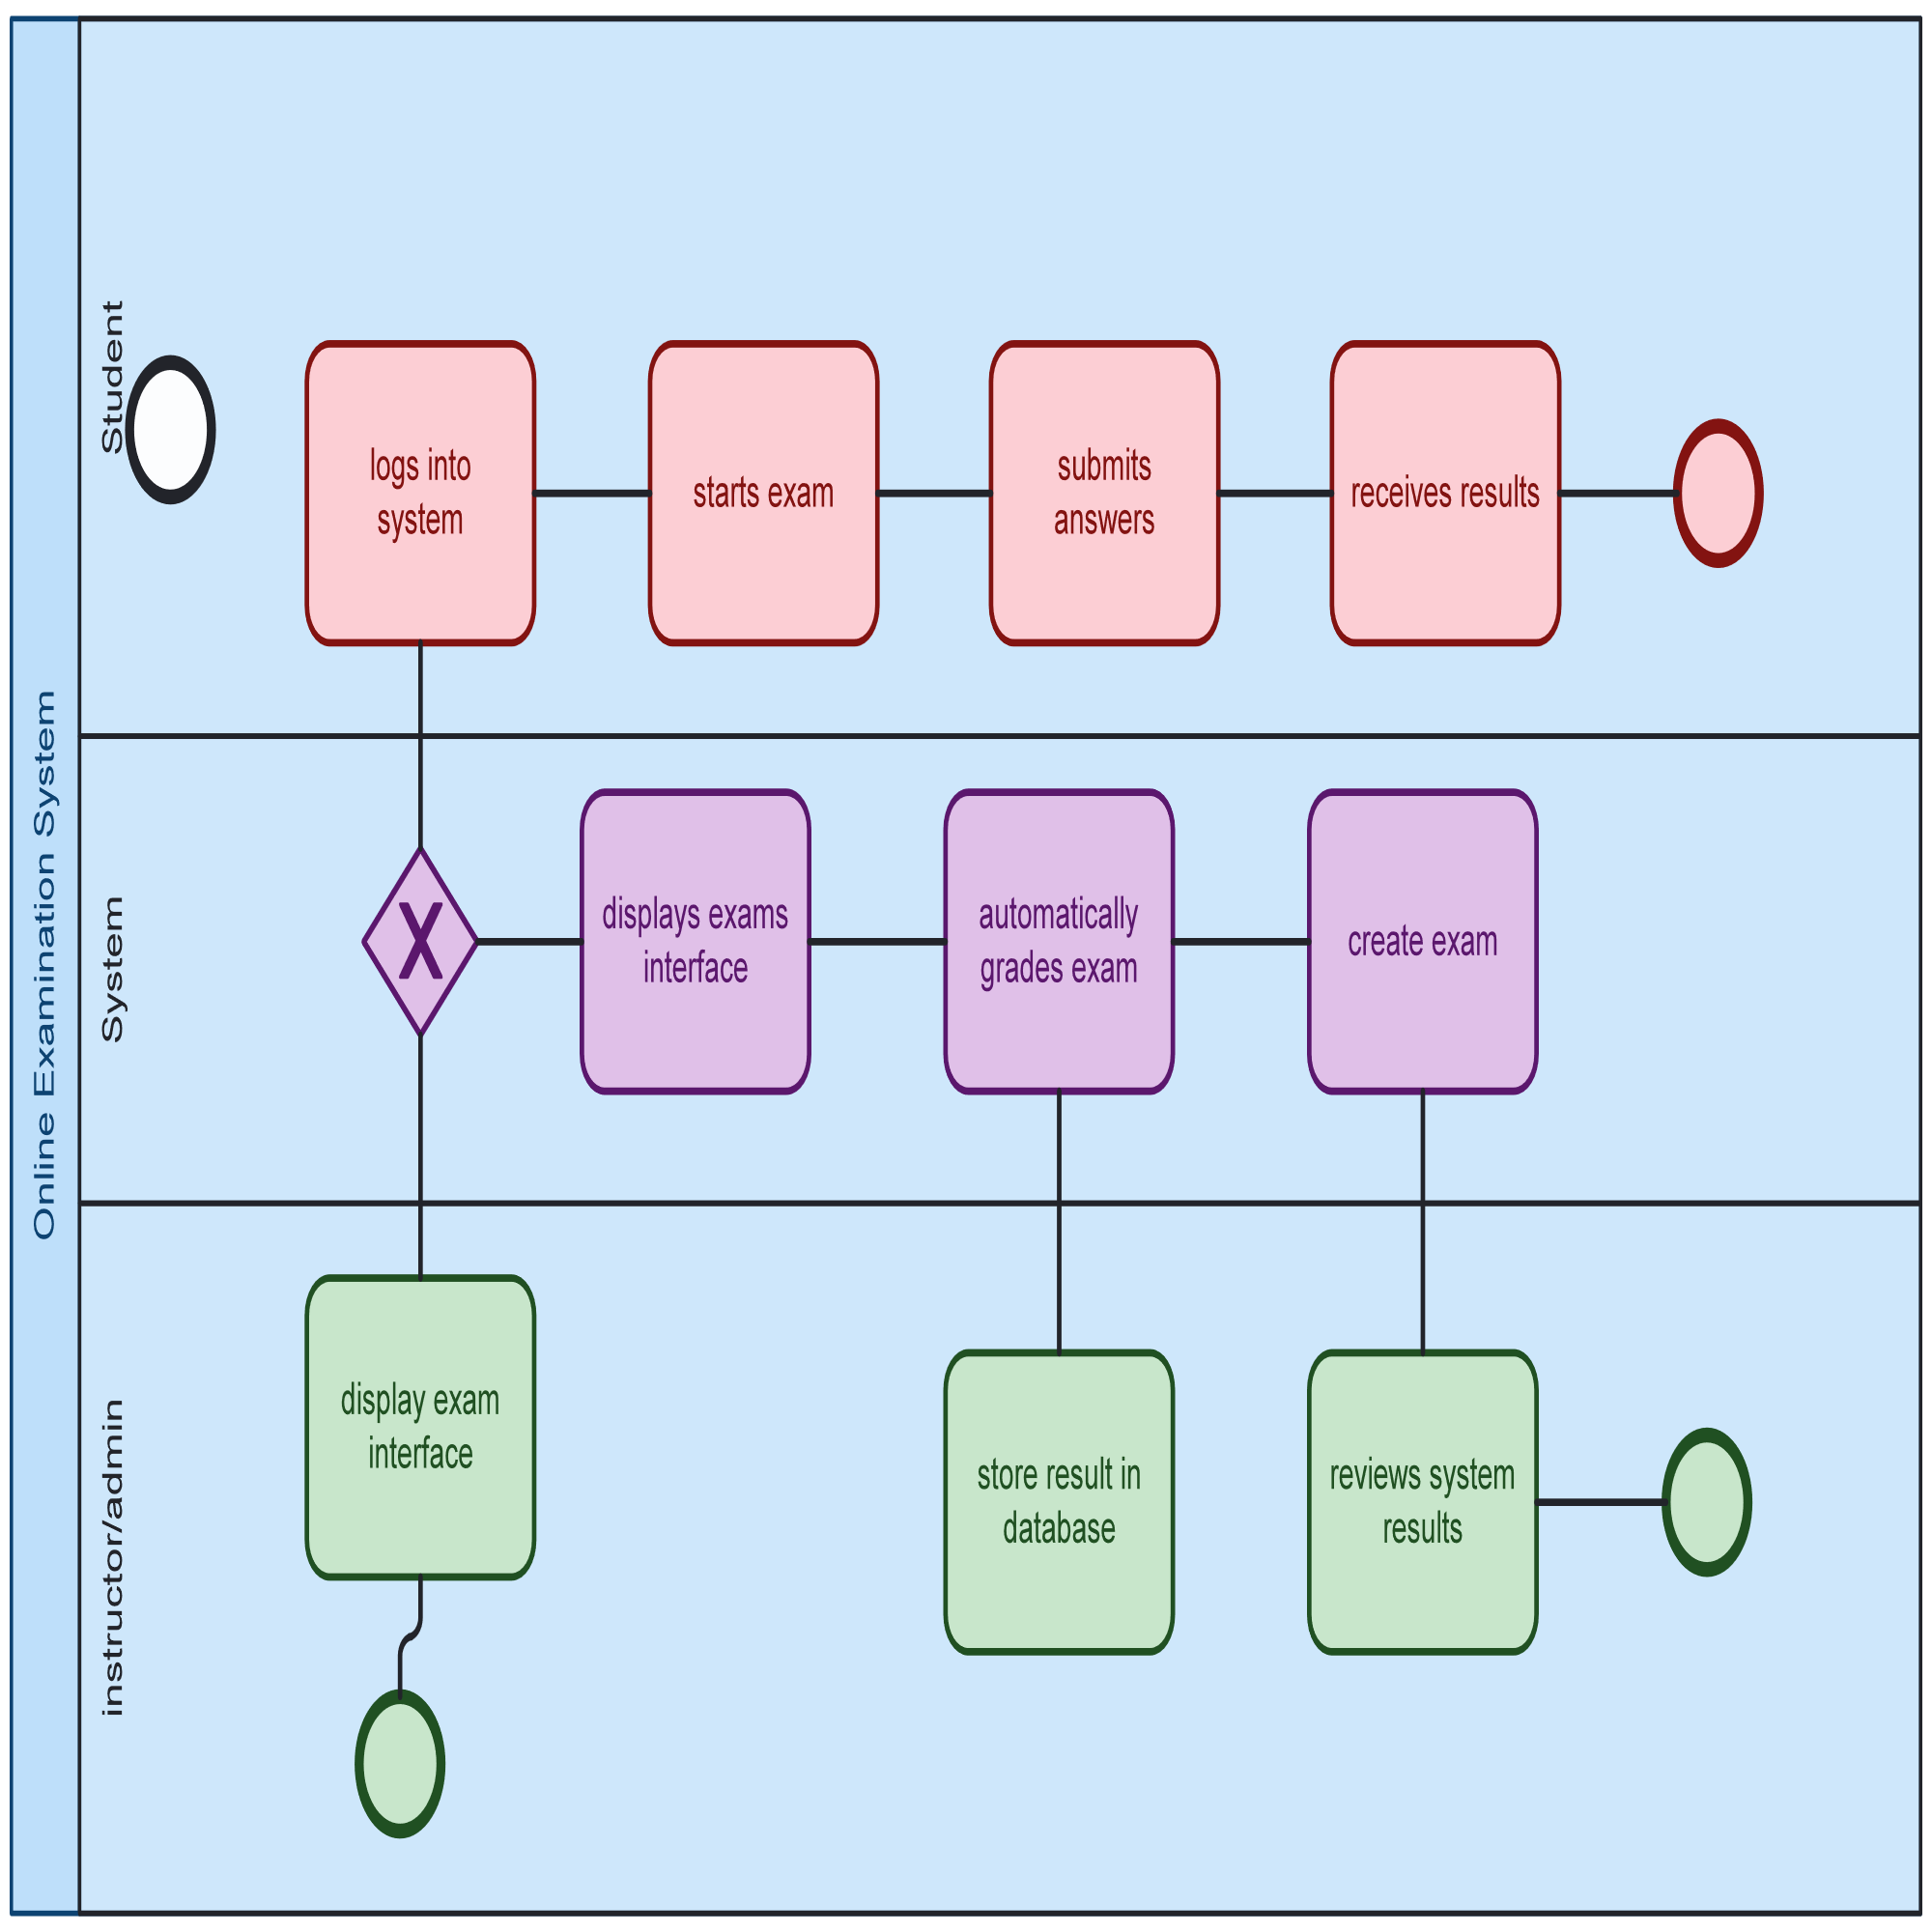 Online Examination System
Student
logs into
system
starts exam
submits
answers
receives results
System
X
displays exams
interface
automatically
grades exam
create exam
instructor/admin
display exam
interface
store result in
database
reviews system
results